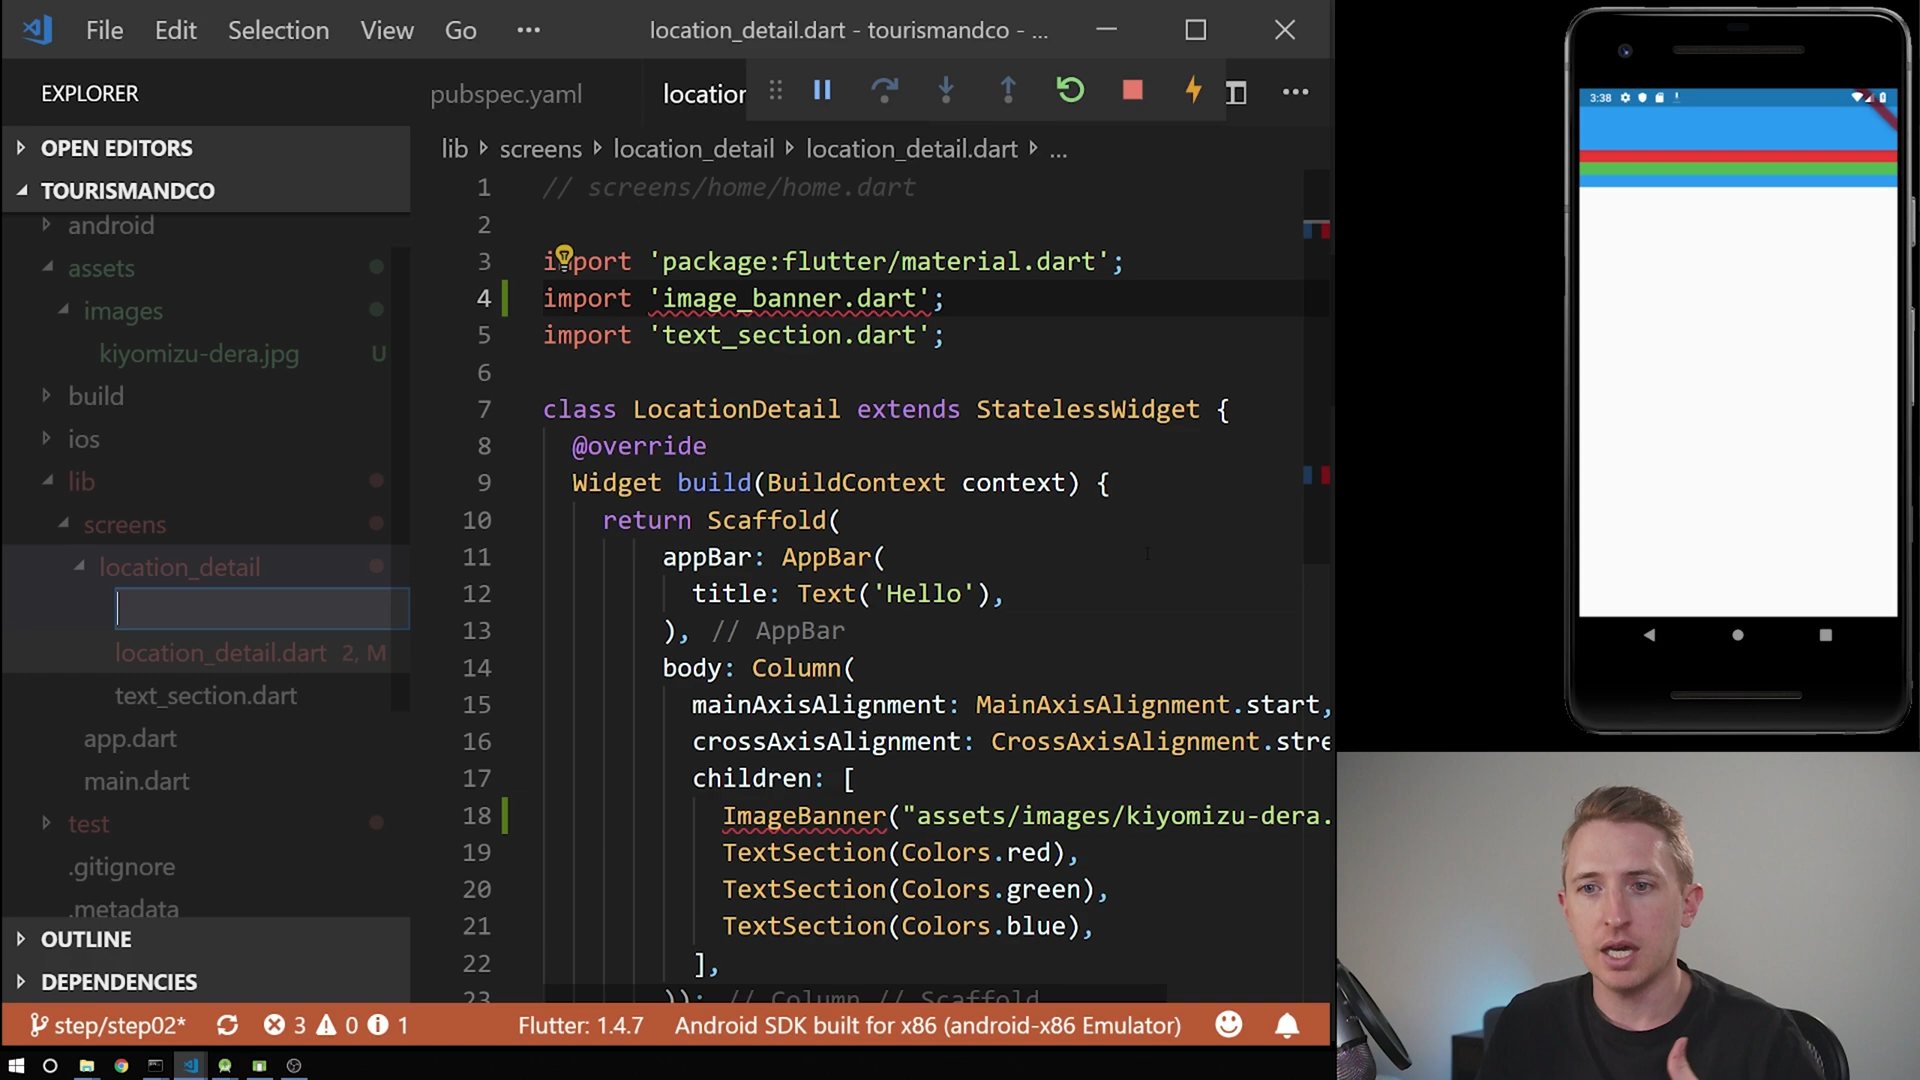 File Edit Selection View Go ··· location_detail.dart - tourismandco - ...
EXPLORER
pubspec.yaml location
OPEN EDITORS
TOURISMANDCO
android
assets
images
kiyomizu-dera.jpg U
build
ios
lib
screens
location_detail
location_detail.dart 2, M
text_section.dart
app.dart
main.dart
test
.gitignore
.metadata
OUTLINE
DEPENDENCIES
lib screens location_detail location_detail.dart ...
1 // screens/home/home.dart
2
3 import 'package:flutter/material.dart';
4 import 'image_banner.dart';
5 import 'text_section.dart';
6
7 class LocationDetail extends StatelessWidget {
8 @override
9 Widget build(BuildContext context) {
10 return Scaffold(
11 appBar: AppBar(
12 title: Text('Hello'),
13 ), // AppBar
14 body: Column(
15 mainAxisAlignment: MainAxisAlignment.start,
16 crossAxisAlignment: CrossAxisAlignment.stre
17 children: [
18 ImageBanner("assets/images/kiyomizu-dera.
19 TextSection(Colors.red),
20 TextSection(Colors.green),
21 TextSection(Colors.blue),
22 ],
23 )); // Column // Scaffold
step/step02* 3 0 1 Flutter: 1.4.7 Android SDK built for x86 (android-x86 Emulator)
3:38